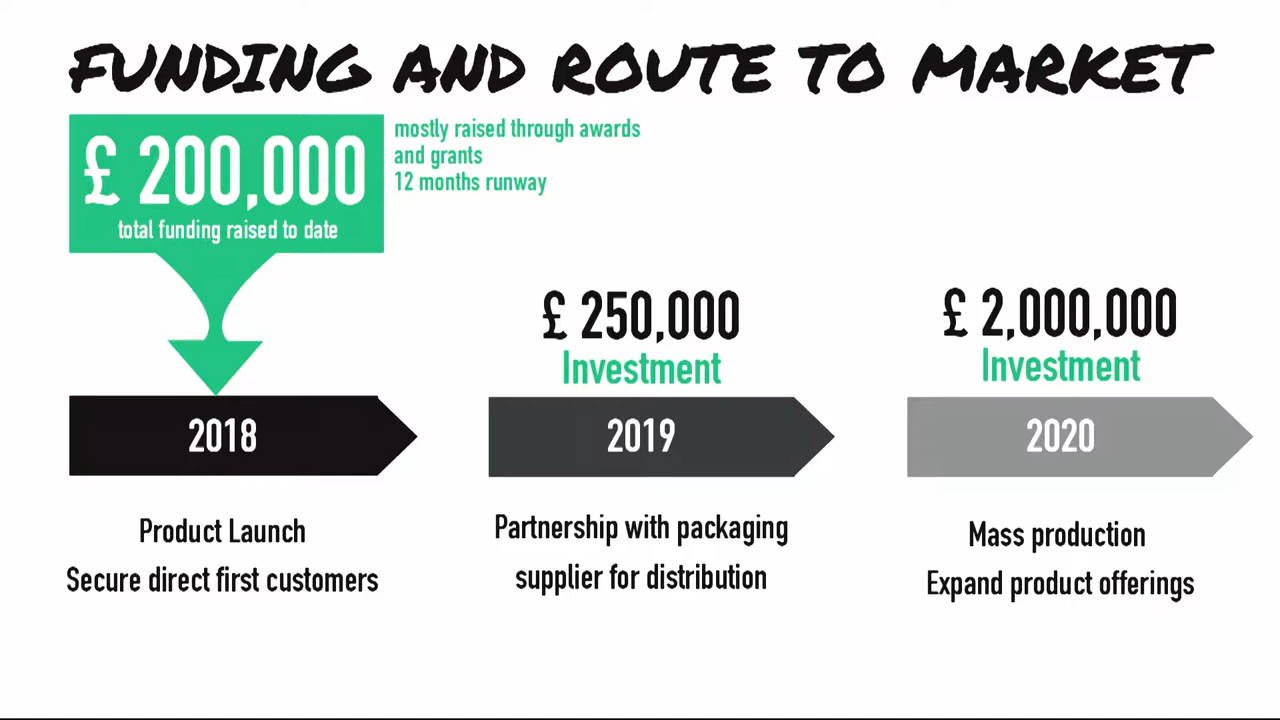 FUNDING AND ROUTE TO MARKET
£ 200,000
total funding raised to date
mostly raised through awards
and grants
12 months runway
£ 250,000
Investment
£ 2,000,000
Investment
2018
2019
2020
Product Launch
Secure direct first customers
Partnership with packaging
supplier for distribution
Mass production
Expand product offerings